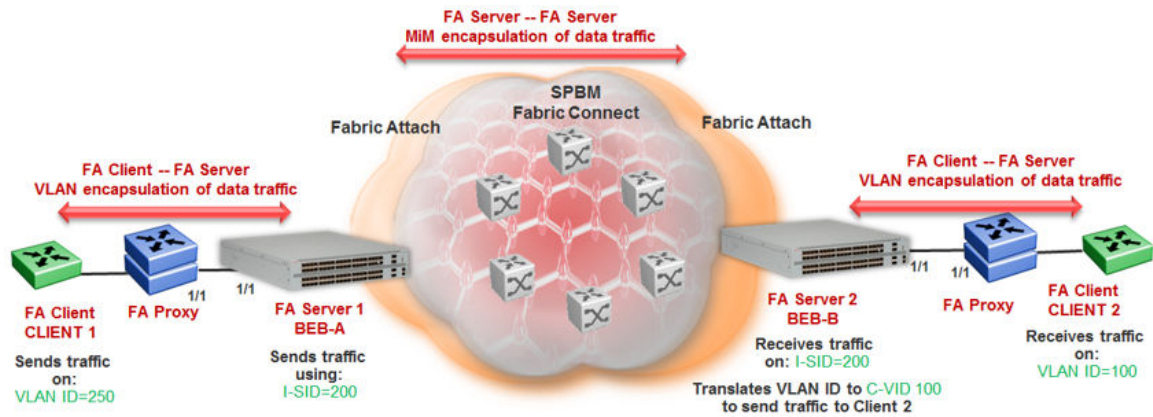 FA Server -- FA Server
MiM encapsulation of data traffic
SPBM
Fabric Connect
Fabric Attach
Fabric Attach
FA Client -- FA Server
VLAN encapsulation of data traffic
FA Client -- FA Server
VLAN encapsulation of data traffic
1/1
1/1
1/1
1/1
FA Client
CLIENT 1
Sends traffic
on:
VLAN ID=250
FA Proxy
FA Server 1
BEB-A
Sends traffic
using:
I-SID=200
FA Server 2
BEB-B
Receives traffic
on: I-SID=200
Translates VLAN ID to C-VID 100
to send traffic to Client 2
FA Proxy
FA Client
CLIENT 2
Receives traffic
on:
VLAN ID=100